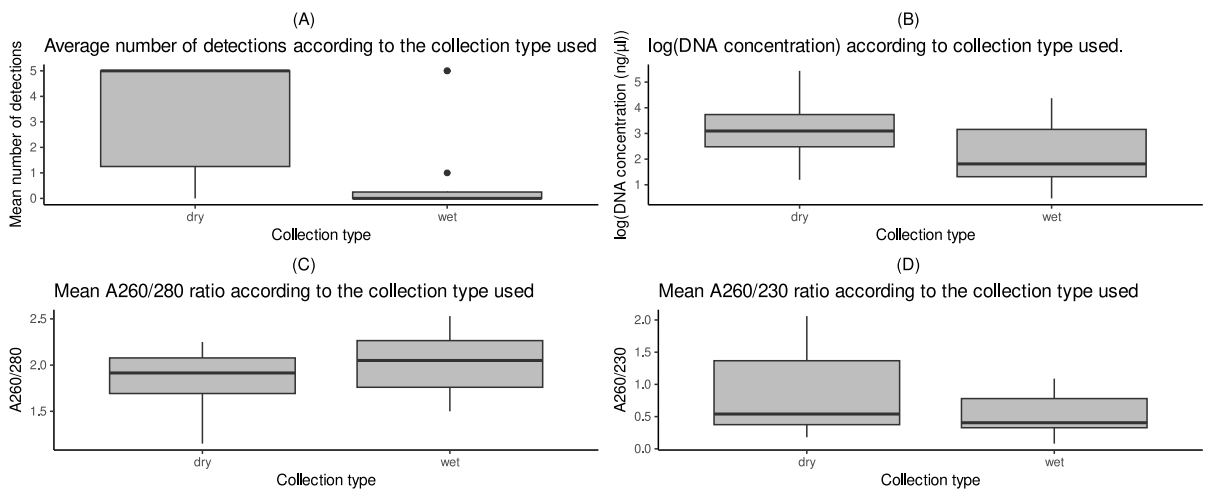 (A)
Average number of detections according to the collection type used
Mean number of detections
5
4
3
2
1
0
dry
wet
Collection type
(B)
log(DNA concentration) according to collection type used.
log(DNA concentration (ng/µl))
5
4
3
2
1
dry
wet
Collection type
(C)
Mean A260/280 ratio according to the collection type used
A260/280
2.5
2.0
1.5
dry
wet
Collection type
(D)
Mean A260/230 ratio according to the collection type used
A260/230
2.0
1.5
1.0
0.5
0.0
dry
wet
Collection type